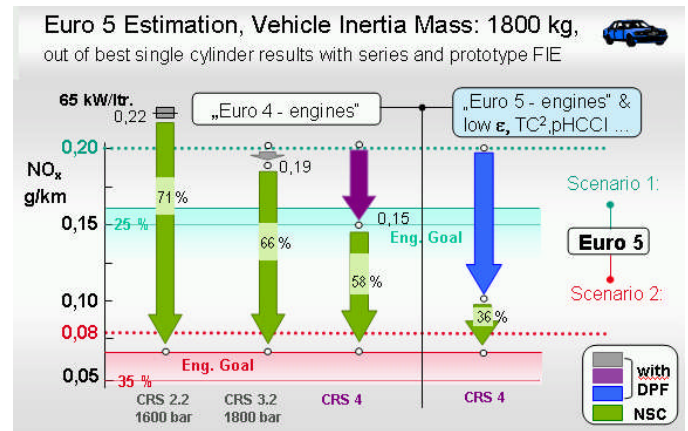 Euro 5 Estimation, Vehicle Inertia Mass: 1800 kg,
out of best single cylinder results with series and prototype FIE
65 kW/ltr.
0,22
„Euro 4 - engines“
„Euro 5 - engines“ &
low ε, TC²,pHCCI ...
0,20
NOx
g/km
0,19
71 %
Scenario 1:
0,15
25 %
0,15
66 %
Eng. Goal
Euro 5
58 %
Scenario 2:
0,10
36 %
0,08
Eng. Goal
0,05
35 %
with
DPF
NSC
CRS 2.2
1600 bar
CRS 3.2
1800 bar
CRS 4
CRS 4